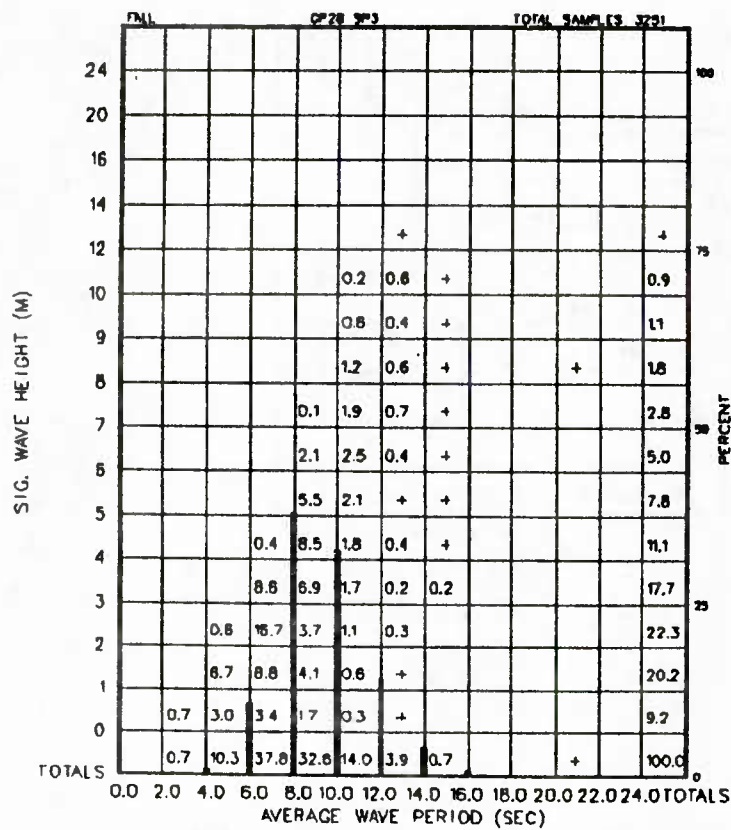 FALL GP28 SP3 TOTAL SAMPLES 3251
24 100
20
16
14
12 + + 75
10 0.2 0.6 + 0.9
9 0.8 0.4 + 1.1
8 1.2 0.6 + + 1.8
7 0.1 1.9 0.7 + 2.8
6 2.1 2.5 0.4 + 5.0
5 5.5 2.1 + + 7.8
4 0.4 8.5 1.8 0.4 + 11.1
3 8.6 6.9 1.7 0.2 0.2 17.7 25
2 0.6 16.7 3.7 1.1 0.3 22.3
1 6.7 8.8 4.1 0.6 + 20.2
0 0.7 3.0 3.4 1.7 0.3 + 9.2
TOTALS 0.7 10.3 37.8 32.6 14.0 3.9 0.7 + 100.0 0
0.0 2.0 4.0 6.0 8.0 10.0 12.0 14.0 16.0 18.0 20.0 22.0 24.0 TOTALS
AVERAGE WAVE PERIOD (SEC)
SIG. WAVE HEIGHT (M)
PERCENT